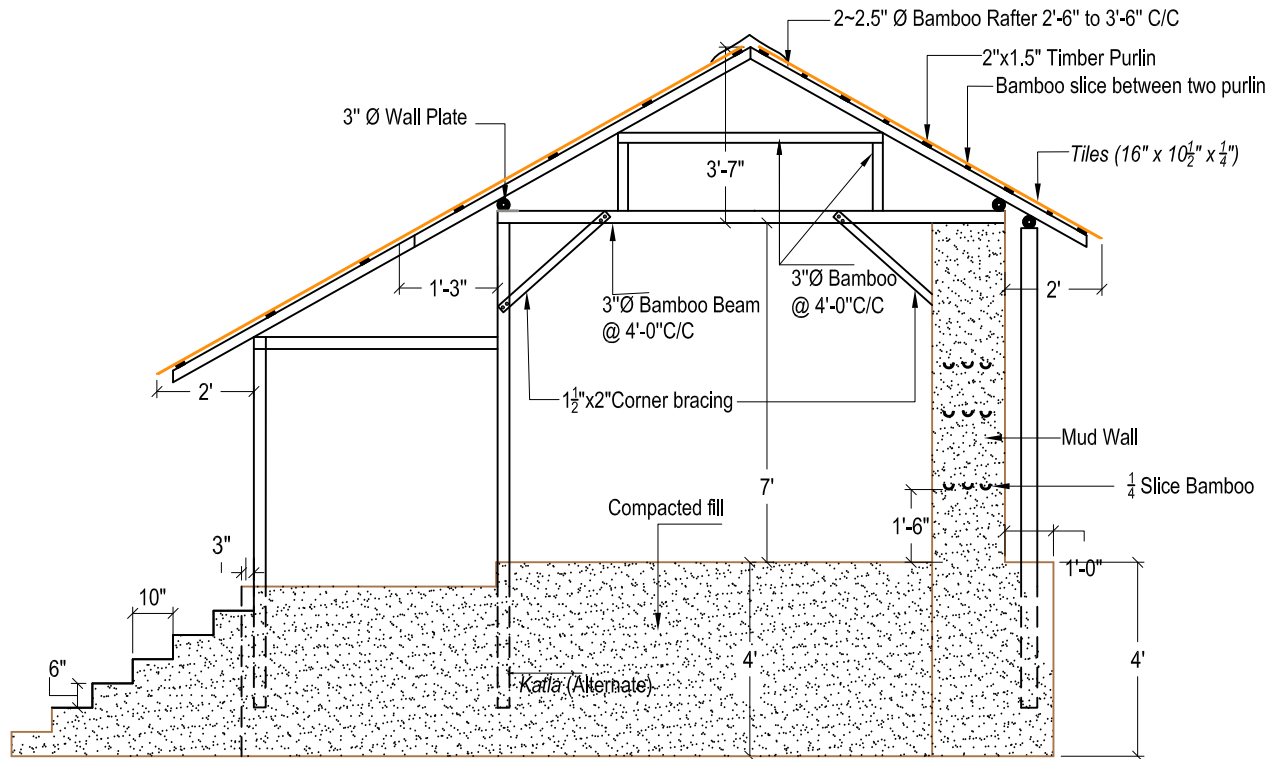 2~2.5" Ø Bamboo Rafter 2'-6" to 3'-6" C/C
2"x1.5" Timber Purlin
Bamboo slice between two purlin
3" Ø Wall Plate
Tiles (16" x 10½" x ¼")
3'-7"
1'-3"
3"Ø Bamboo Beam
@ 4'-0"C/C
3"Ø Bamboo
@ 4'-0"C/C
2'
2'
1½"x2"Corner bracing
Mud Wall
7'
¼ Slice Bamboo
Compacted fill
1'-6"
3"
1'-0"
10"
6"
4'
4'
Katla (Alternate)